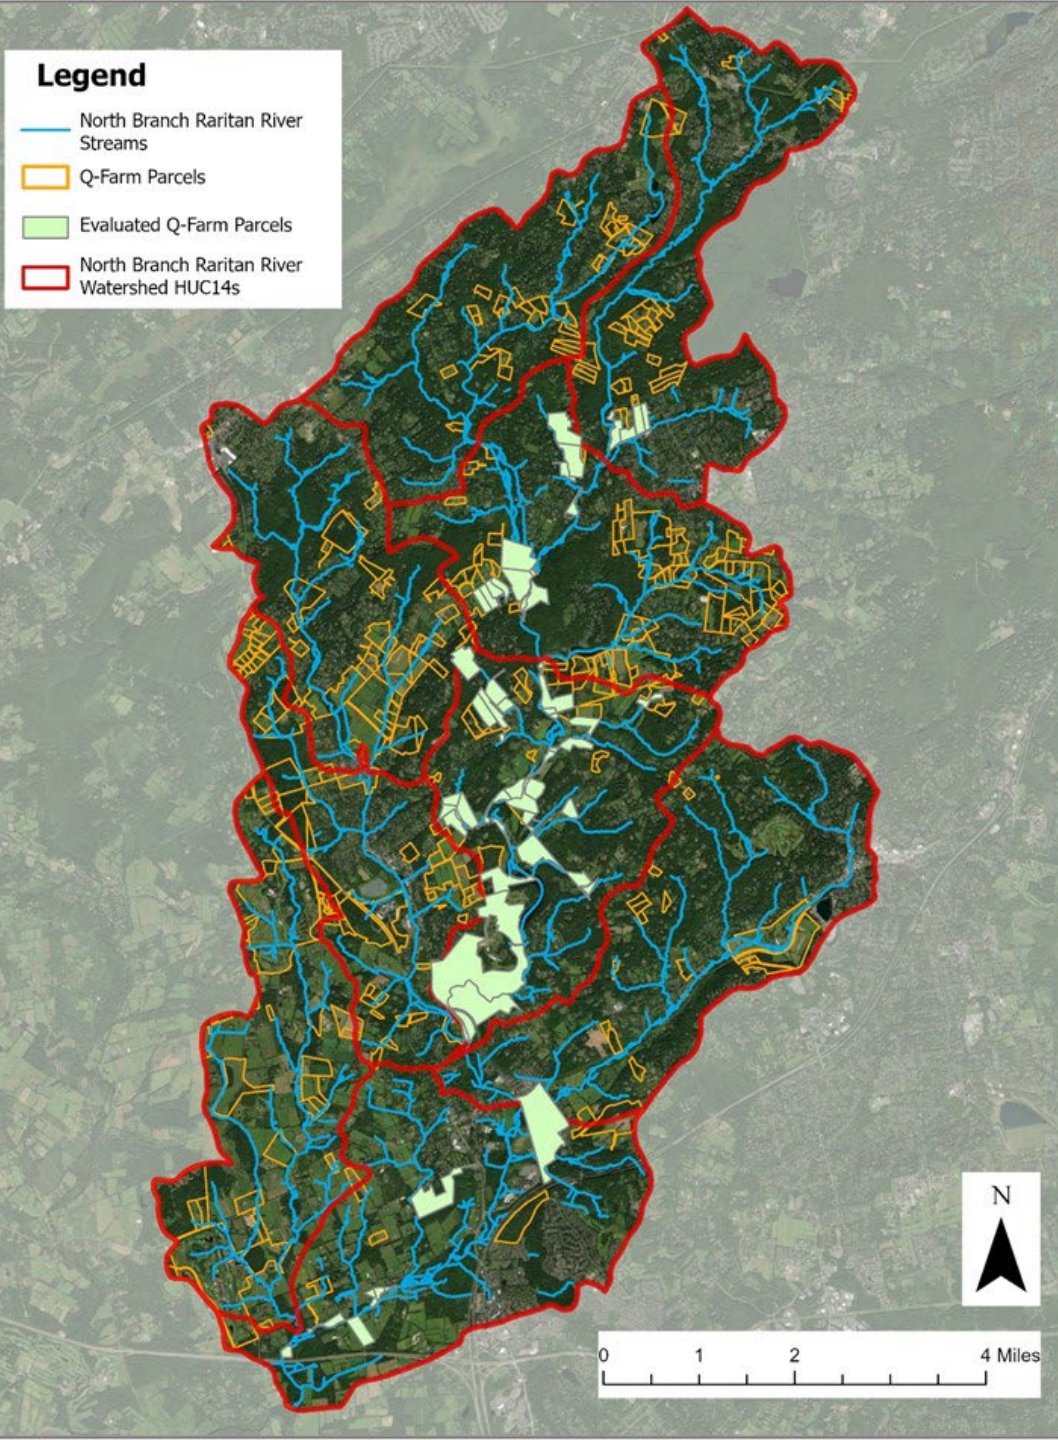 Legend
North Branch Raritan River
Streams
Q-Farm Parcels
Evaluated Q-Farm Parcels
North Branch Raritan River
Watershed HUC14s
N
0 1 2 4 Miles